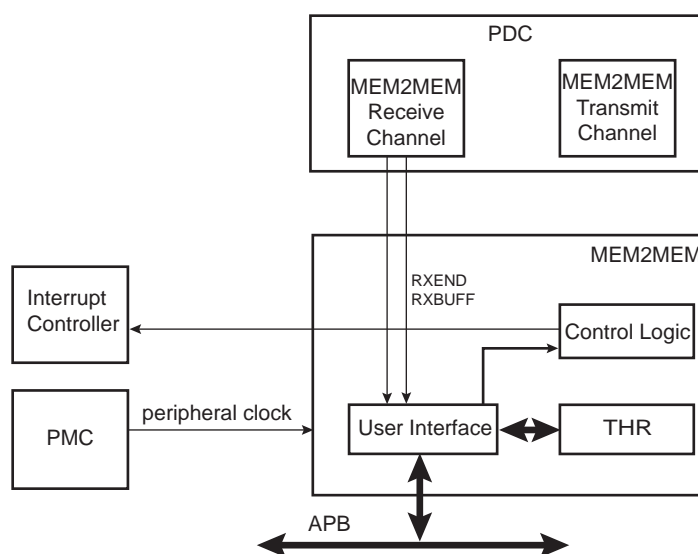 PDC
MEM2MEM
Receive
Channel
MEM2MEM
Transmit
Channel
MEM2MEM
RXEND
RXBUFF
Interrupt
Controller
Control Logic
peripheral clock
PMC
User Interface
THR
APB